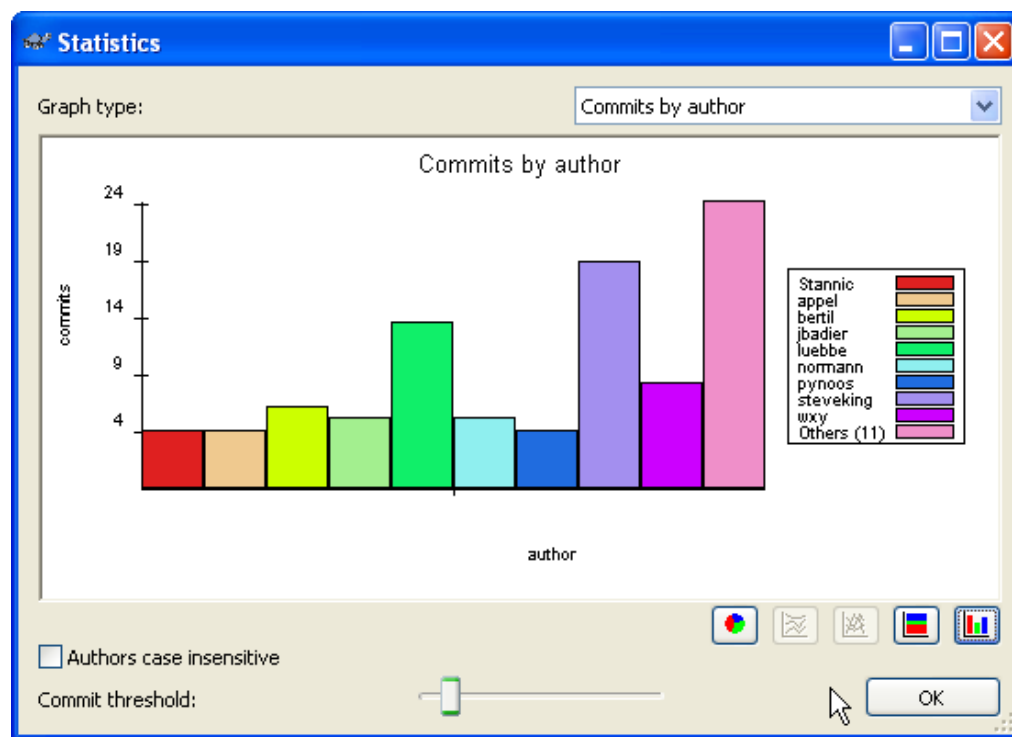 Statistics
Graph type:
Commits by author
Commits by author
24
19
14
9
4
commits
author
Stannic
appel
bertil
jbadier
luebbe
normann
pynoos
steveking
wxy
Others (11)
Authors case insensitive
Commit threshold:
OK